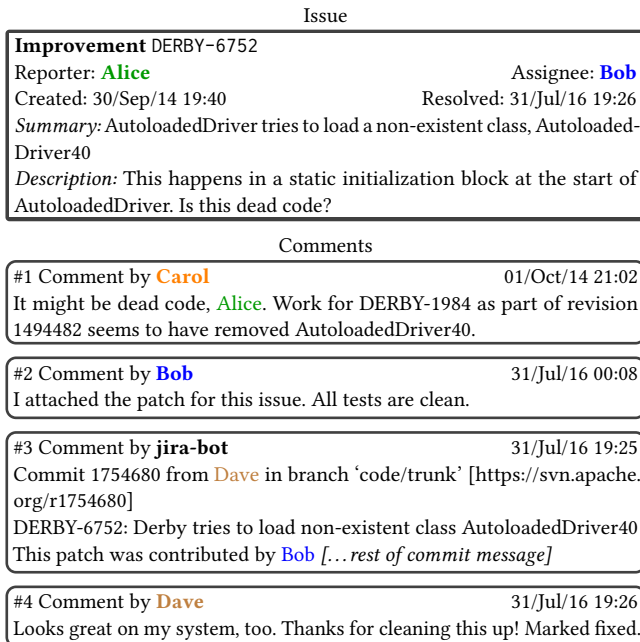 Issue
Improvement DERBY-6752
Reporter: Alice Assignee: Bob
Created: 30/Sep/14 19:40 Resolved: 31/Jul/16 19:26
Summary: AutoloadedDriver tries to load a non-existent class, Autoloaded-
Driver40
Description: This happens in a static initialization block at the start of
AutoloadedDriver. Is this dead code?
Comments
#1 Comment by Carol 01/Oct/14 21:02
It might be dead code, Alice. Work for DERBY-1984 as part of revision
1494482 seems to have removed AutoloadedDriver40.
#2 Comment by Bob 31/Jul/16 00:08
I attached the patch for this issue. All tests are clean.
#3 Comment by jira-bot 31/Jul/16 19:25
Commit 1754680 from Dave in branch ‘code/trunk’ [https://svn.apache.
org/r1754680]
DERBY-6752: Derby tries to load non-existent class AutoloadedDriver40
This patch was contributed by Bob [...rest of commit message]
#4 Comment by Dave 31/Jul/16 19:26
Looks great on my system, too. Thanks for cleaning this up! Marked fixed.